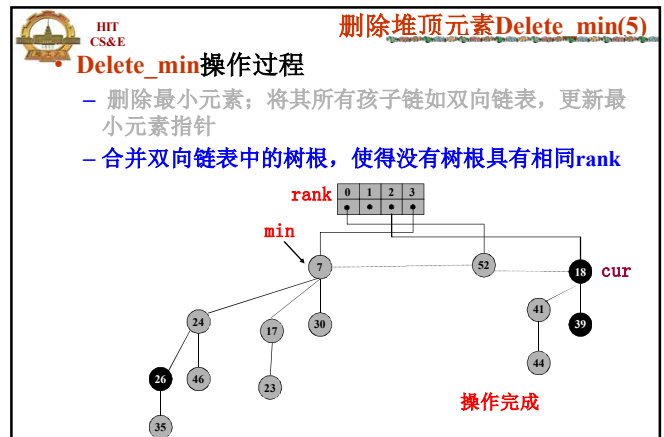 HIT
CS&E
删除堆顶元素Delete_min(5)
• Delete_min操作过程
– 删除最小元素；将其所有孩子链如双向链表，更新最
小元素指针
– 合并双向链表中的树根，使得没有树根具有相同rank
rank 0 1 2 3
min
7 52 18 cur
24 17 30 41 39
26 46 23 44
35
操作完成